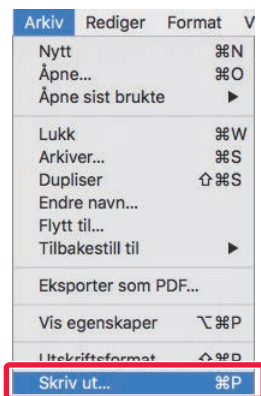 Arkiv Rediger Format V
Nytt ⌘N
Åpne... ⌘O
Åpne sist brukte ▶
Lukk ⌘W
Arkiver... ⌘S
Dupliser ⇧⌘S
Endre navn...
Flytt til...
Tilbakestill til ▶
Eksporter som PDF...
Vis egenskaper ⌥⌘P
Utskriftsformat ⇧⌘P
Skriv ut... ⌘P